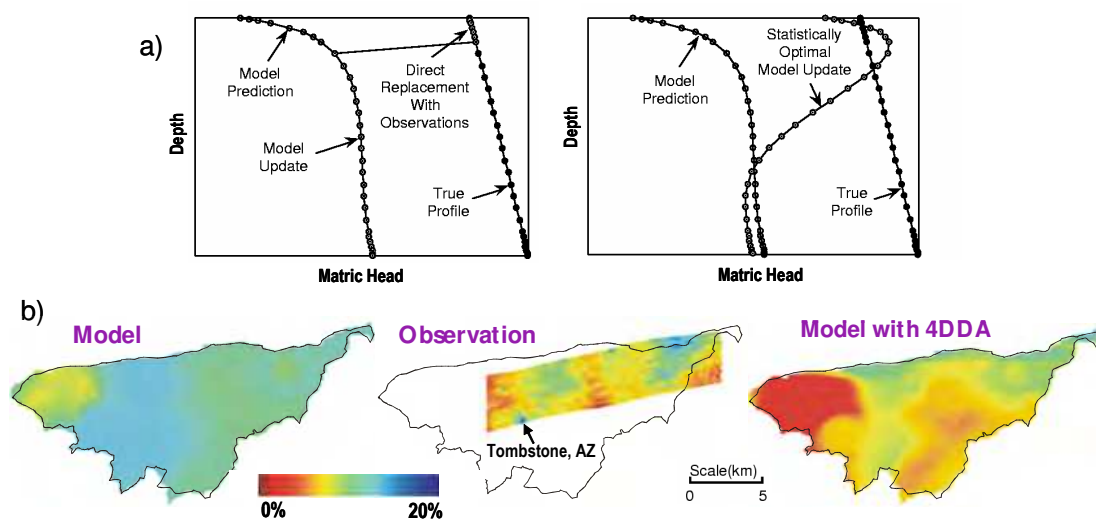 a)
Depth
Model
Prediction
Model
Update
Direct
Replacement
With
Observations
True
Profile
Matric Head
Depth
Model
Prediction
Statistically
Optimal
Model Update
True
Profile
Matric Head
b)
Model
Observation
Model with 4DDA
Tombstone, AZ
0%
20%
Scale(km)
0 5